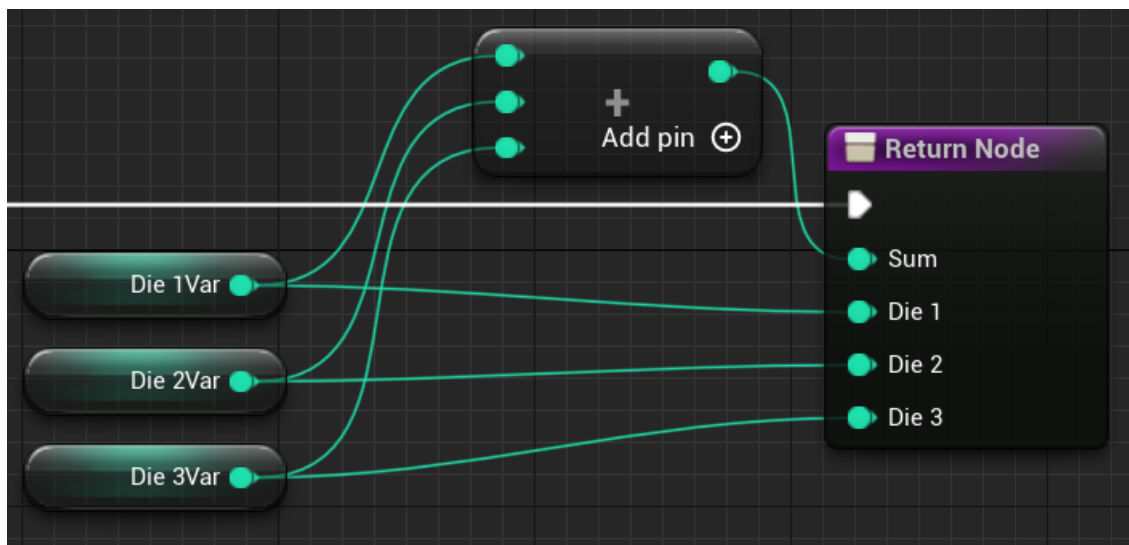 Add pin
Return Node
Sum
Die 1Var
Die 1
Die 2Var
Die 2
Die 3
Die 3Var